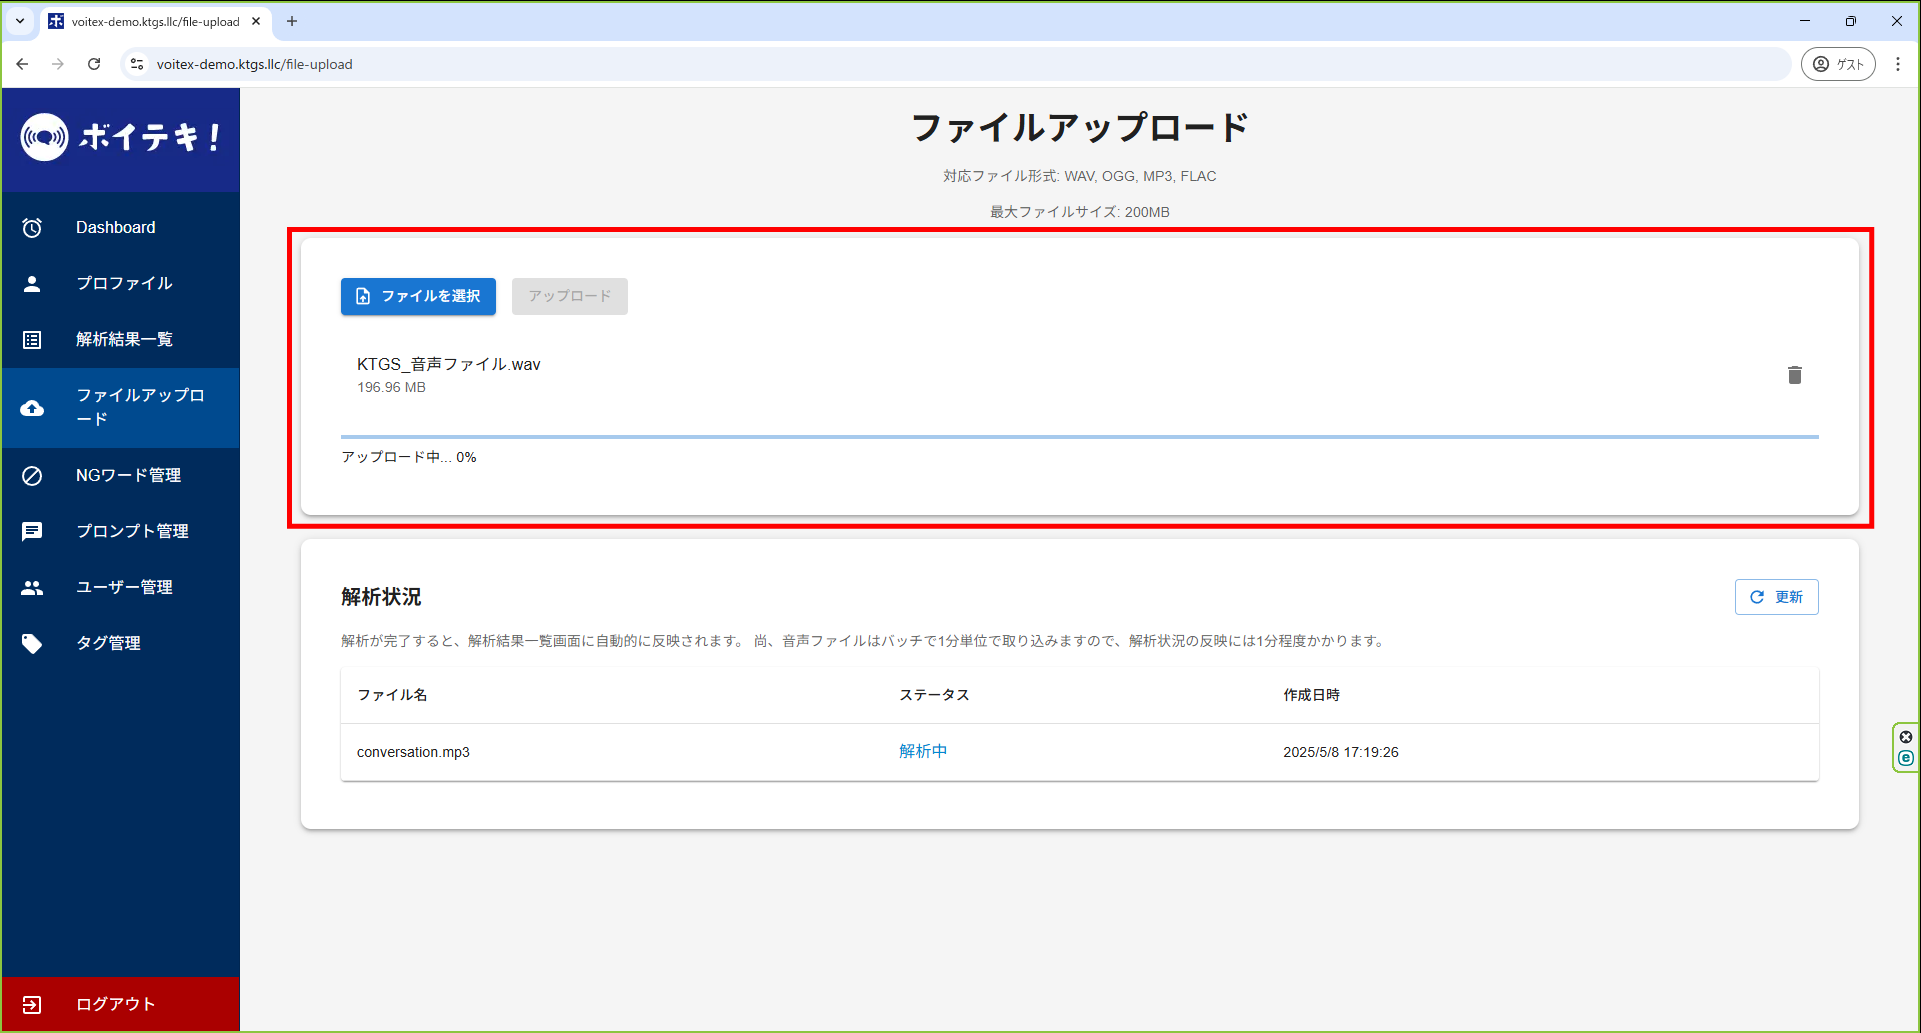 voitex-demo.ktgs.llc/file-upload
voitex-demo.ktgs.llc/file-upload
ゲスト
ボイテキ！
Dashboard
プロファイル
解析結果一覧
ファイルアップロ
ード
NGワード管理
プロンプト管理
ユーザー管理
タグ管理
ログアウト
ファイルアップロード
対応ファイル形式: WAV, OGG, MP3, FLAC
最大ファイルサイズ: 200MB
ファイルを選択 アップロード
KTGS_音声ファイル.wav
196.96 MB
アップロード中... 0%
解析状況
更新
解析が完了すると、解析結果一覧画面に自動的に反映されます。 尚、音声ファイルはバッチで1分単位で取り込みますので、解析状況の反映には1分程度かかります。
ファイル名 ステータス 作成日時
conversation.mp3 解析中 2025/5/8 17:19:26